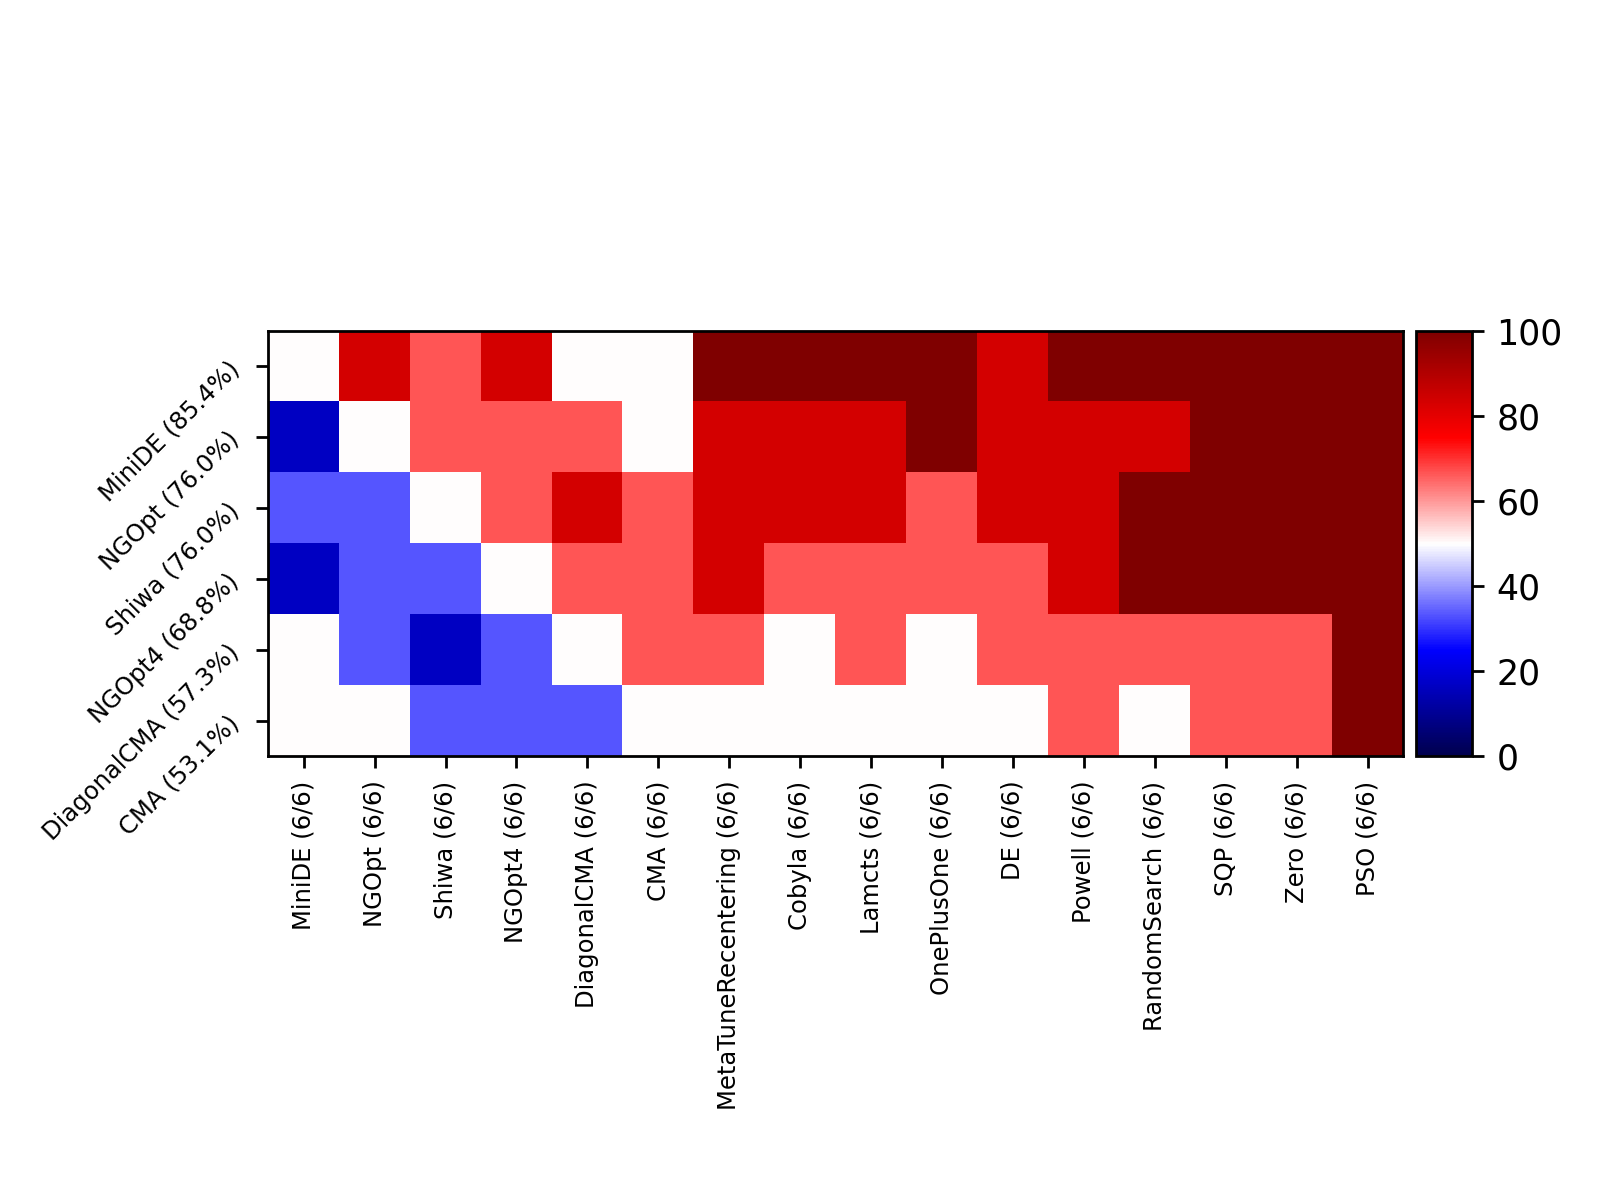 MiniDE (85.4%)
NGOpt (76.0%)
Shiwa (76.0%)
NGOpt4 (68.8%)
DiagonalCMA (57.3%)
CMA (53.1%)
MiniDE (6/6)
NGOpt (6/6)
Shiwa (6/6)
NGOpt4 (6/6)
DiagonalCMA (6/6)
CMA (6/6)
MetaTuneRecentering (6/6)
Cobyla (6/6)
Lamcts (6/6)
OnePlusOne (6/6)
DE (6/6)
Powell (6/6)
RandomSearch (6/6)
SQP (6/6)
Zero (6/6)
PSO (6/6)
100
80
60
40
20
0